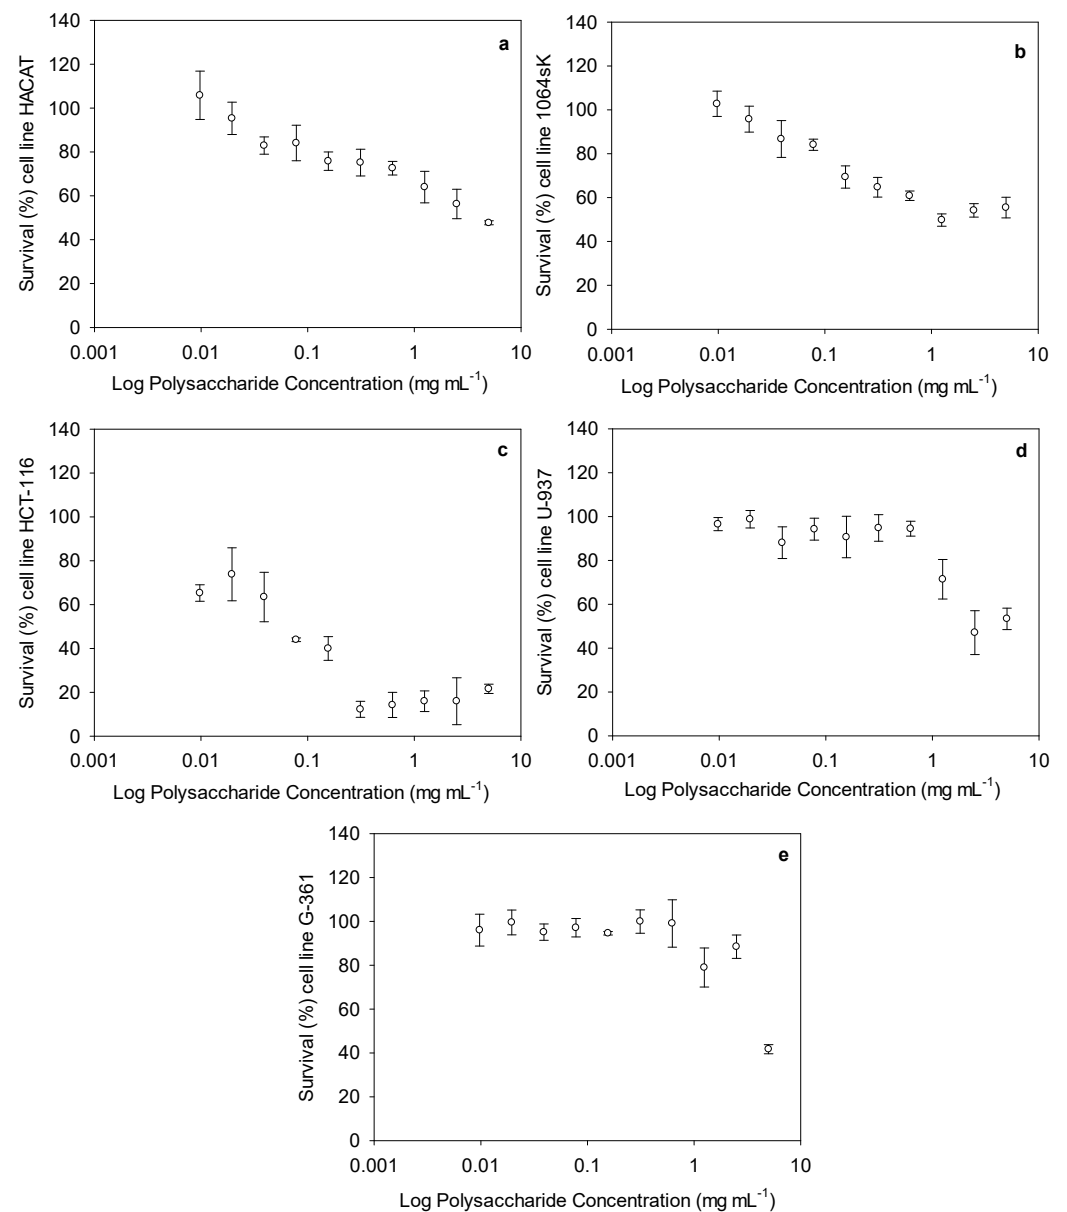 a
Survival (%) cell line HACAT
140
120
100
80
60
40
20
0
0.001 0.01 0.1 1 10
Log Polysaccharide Concentration (mg mL⁻¹)
b
Survival (%) cell line 1064sK
140
120
100
80
60
40
20
0
0.001 0.01 0.1 1 10
Log Polysaccharide Concentration (mg mL⁻¹)
c
Survival (%) cell line HCT-116
140
120
100
80
60
40
20
0
0.001 0.01 0.1 1 10
Log Polysaccharide Concentration (mg mL⁻¹)
d
Survival (%) cell line U-937
140
120
100
80
60
40
20
0
0.001 0.01 0.1 1 10
Log Polysaccharide Concentration (mg mL⁻¹)
e
Survival (%) cell line G-361
140
120
100
80
60
40
20
0
0.001 0.01 0.1 1 10
Log Polysaccharide Concentration (mg mL⁻¹)